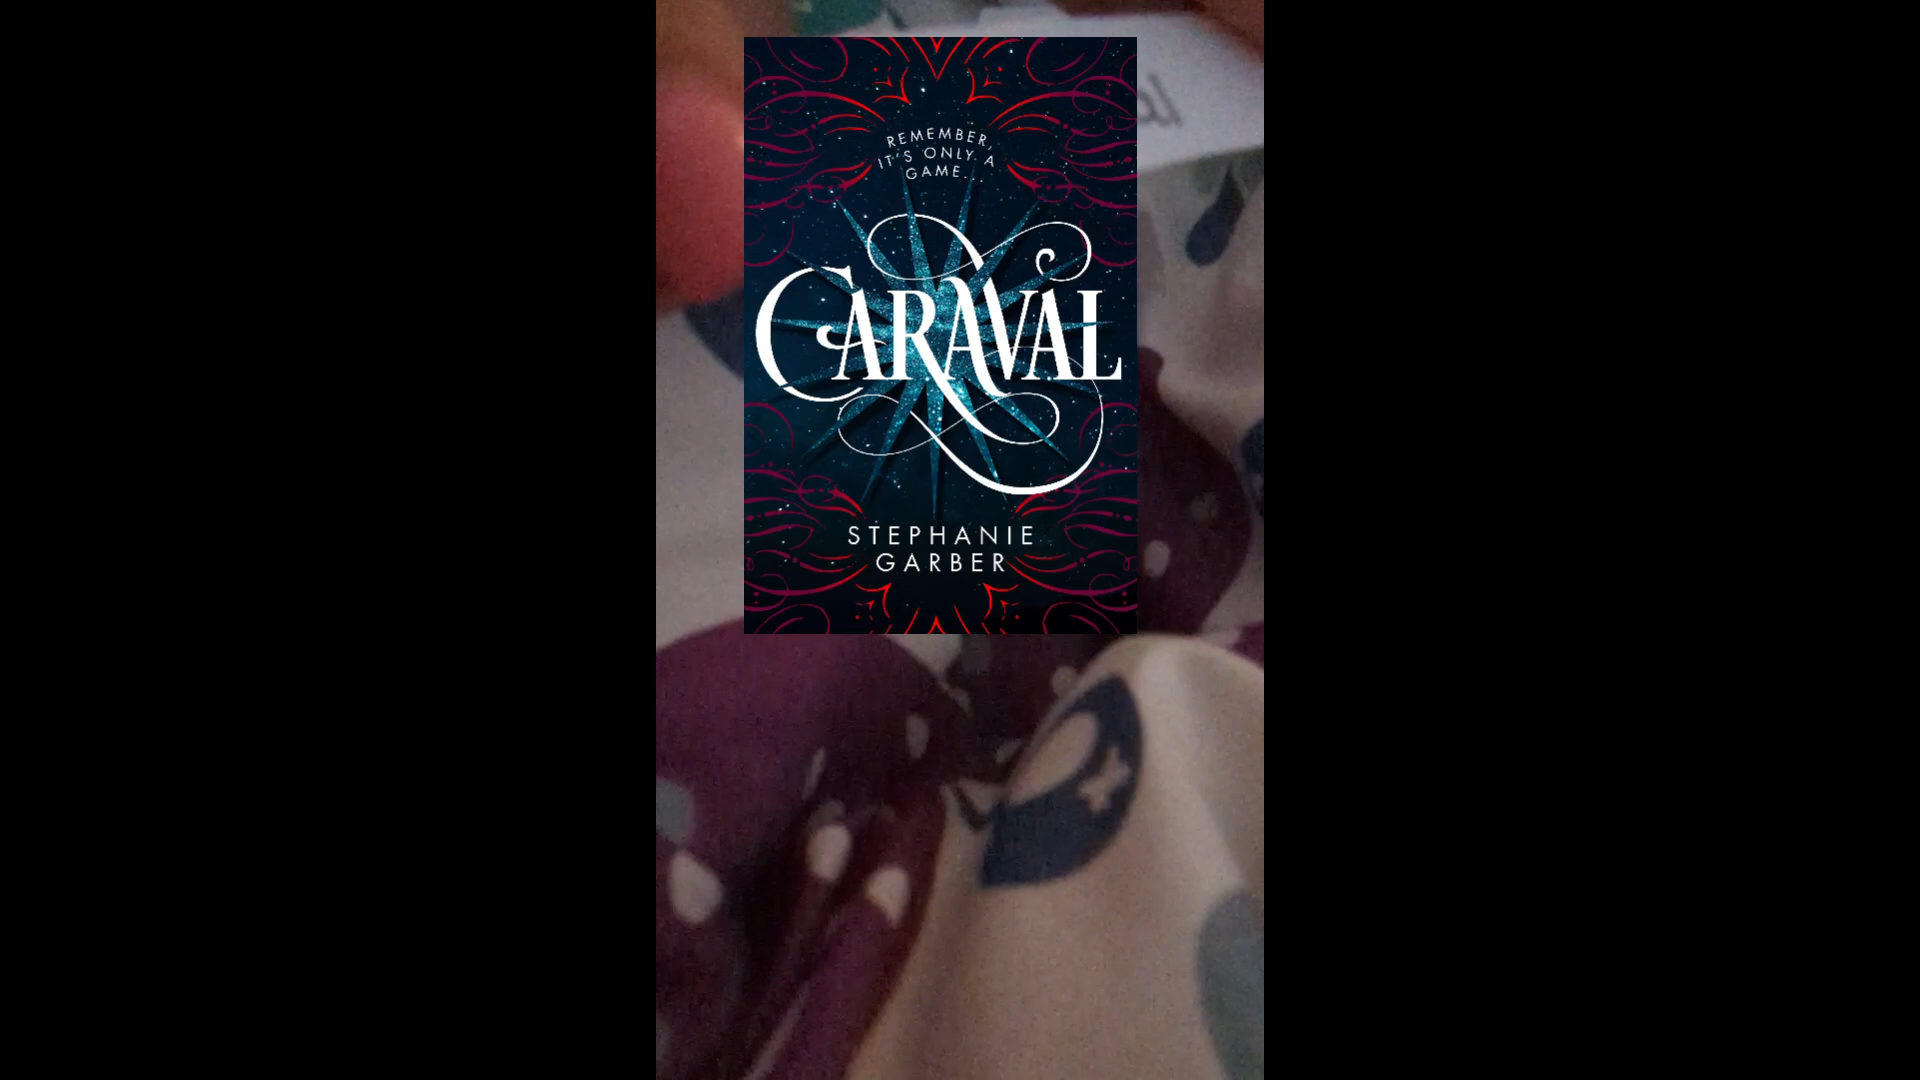 REMEMBER,
IT'S ONLY A
GAME...
CARAVAL
STEPHANIE
GARBER